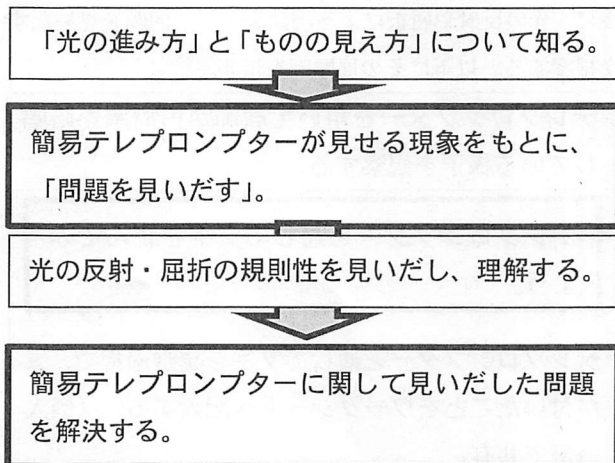 「光の進み方」と「ものの見え方」について知る。
簡易テレプロンプターが見せる現象をもとに、
「問題を見いだす」。
光の反射・屈折の規則性を見いだし、理解する。
簡易テレプロンプターに関して見いだした問題
を解決する。